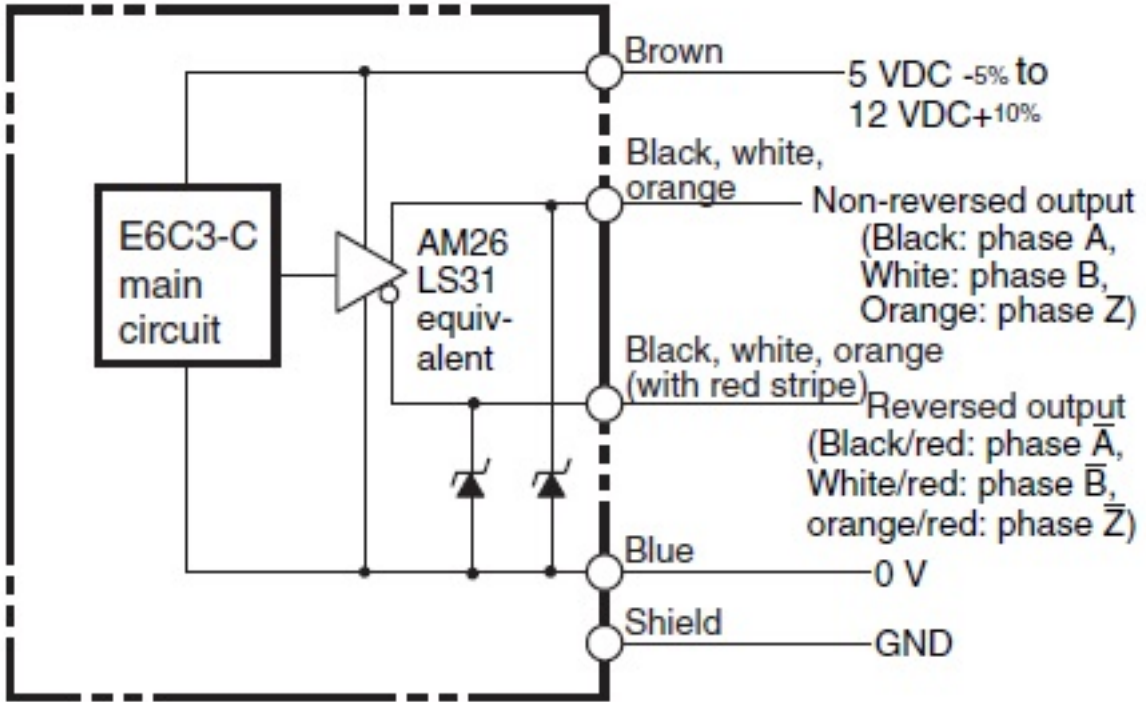 Brown
5 VDC -5% to
12 VDC+10%
Black, white,
orange
Non-reversed output
(Black: phase A,
White: phase B,
Orange: phase Z)
E6C3-C
main
circuit
AM26
LS31
equiv-
alent
Black, white, orange
(with red stripe)
Reversed output
(Black/red: phase A̅,
White/red: phase B̅,
orange/red: phase Z̅)
Blue
0 V
Shield
GND